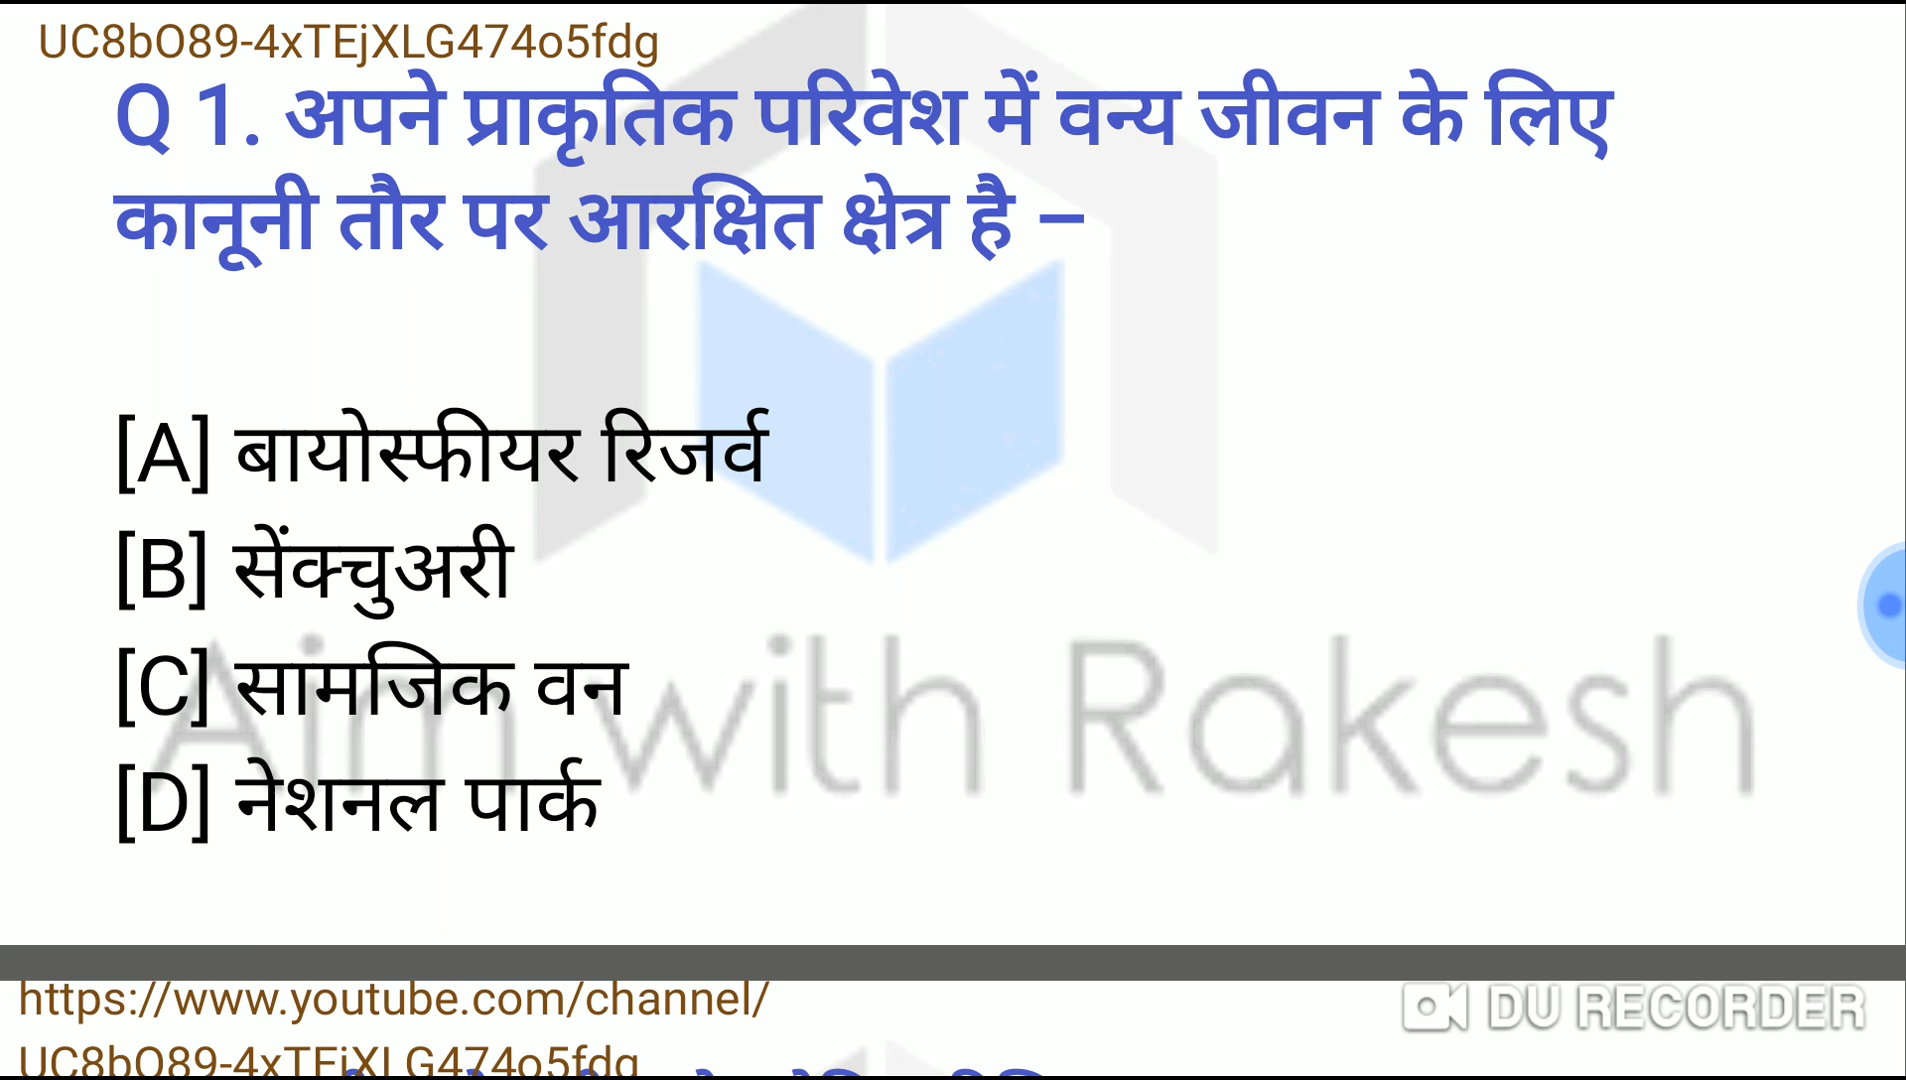 UC8bO89-4xTEjXLG474o5fdg
Q 1. अपने प्राकृतिक परिवेश में वन्य जीवन के लिए
कानूनी तौर पर आरक्षित क्षेत्र है –
[A] बायोस्फीयर रिजर्व
[B] सेंक्चुअरी
[C] सामजिक वन
[D] नेशनल पार्क
Aim with Rakesh
https://www.youtube.com/channel/
DU RECORDER
UC8bO89-4xTEjXLG474o5fdg